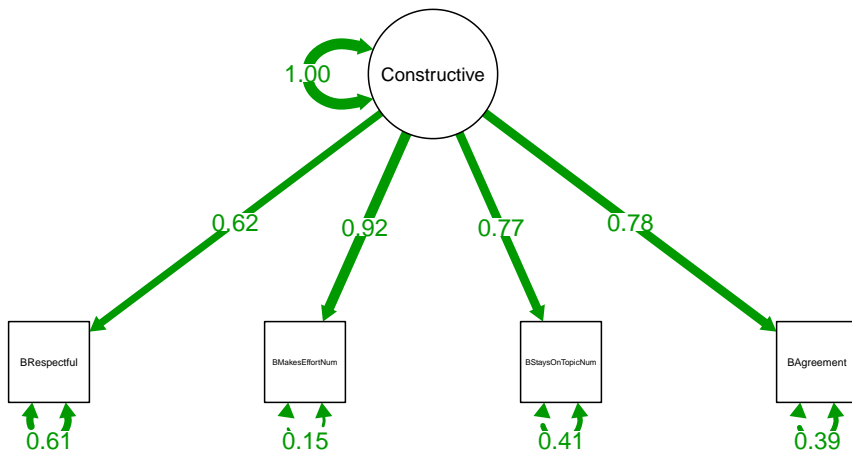 Constructive
1.00
0.62
0.92
0.77
0.78
BRespectful
BMakesEffortNum
BStaysOnTopicNum
BAgreement
0.61
0.15
0.41
0.39